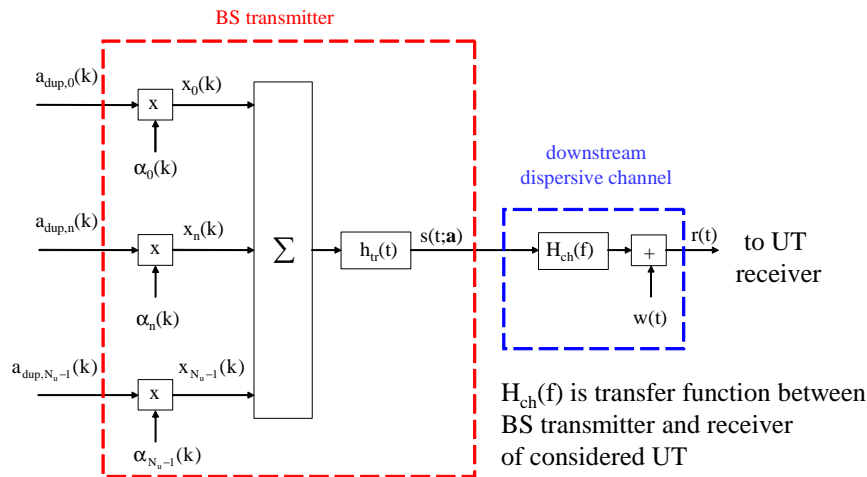 BS transmitter
a_dup,0(k)
x_0(k)
x
α_0(k)
a_dup,n(k)
x_n(k)
x
α_n(k)
a_dup,N_u−1(k)
x_N_u−1(k)
x
α_N_u−1(k)
Σ
h_tr(t)
s(t;a)
downstream
dispersive channel
H_ch(f)
+
r(t)
w(t)
to UT
receiver
H_ch(f) is transfer function between
BS transmitter and receiver
of considered UT